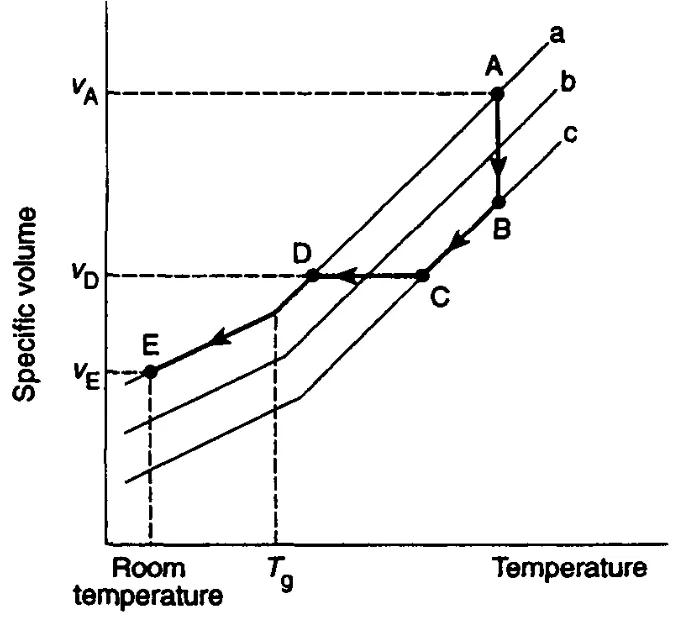 a
A
v_A
b
c
B
Specific volume
D
v_D
C
E
v_E
Room
temperature
T_g
Temperature